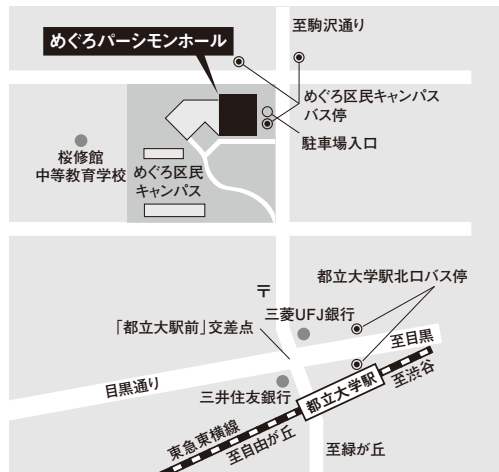 至駒沢通り
めぐろパーシモンホール
めぐろ区民キャンパス
バス停
駐車場入口
桜修館
中等教育学校
めぐろ区民
キャンパス
〒
都立大学駅北口バス停
三菱UFJ銀行
「都立大駅前」交差点
至目黒
目黒通り
三井住友銀行
都立大学駅
至渋谷
東急東横線
至自由が丘
至緑が丘